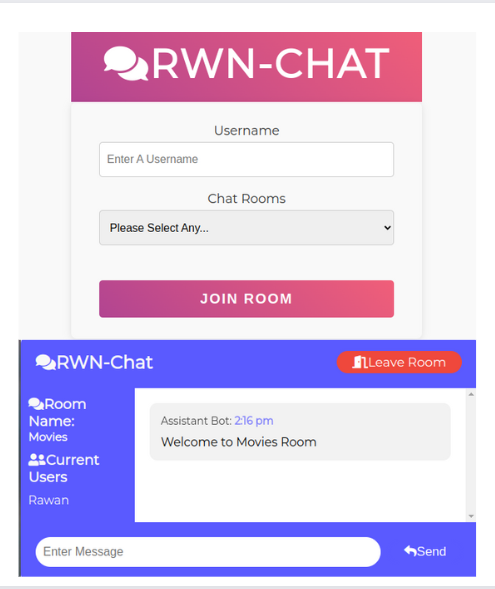 RWN-CHAT
Username
Enter A Username
Chat Rooms
Please Select Any...
JOIN ROOM
RWN-Chat
Leave Room
Room
Name:
Movies
Current
Users
Rawan
Assistant Bot: 2:16 pm
Welcome to Movies Room
Enter Message
Send